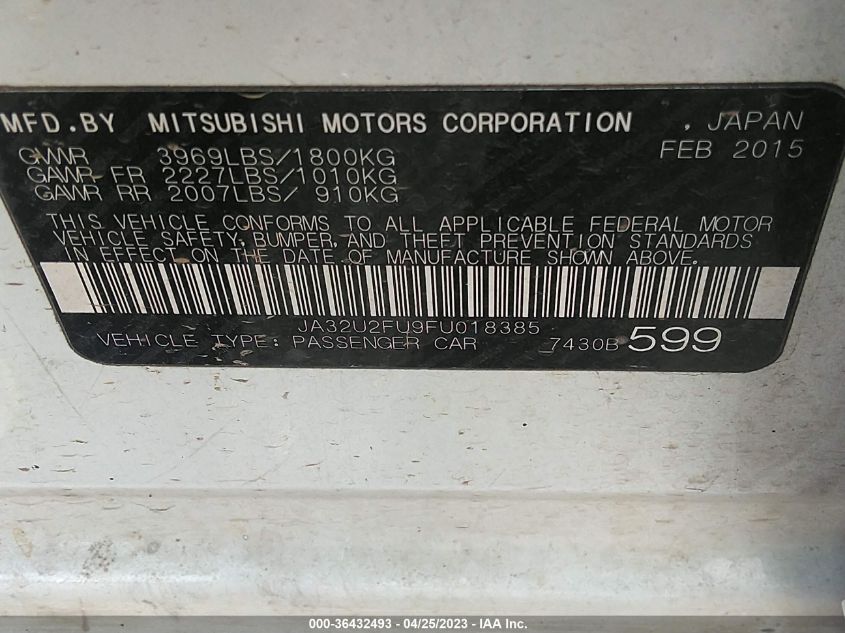 MFD.BY MITSUBISHI MOTORS CORPORATION , JAPAN
GVWR 3969LBS/1800KG FEB 2015
GAWR FR 2227LBS/1010KG
GAWR RR 2007LBS/ 910KG
THIS VEHICLE CONFORMS TO ALL APPLICABLE FEDERAL MOTOR
VEHICLE SAFETY, BUMPER, AND THEFT PREVENTION STANDARDS
IN EFFECT ON THE DATE OF MANUFACTURE SHOWN ABOVE.
JA32U2FU9FU018385
VEHICLE TYPE: PASSENGER CAR 7430B 599
000-36432493 - 04/25/2023 - IAA Inc.